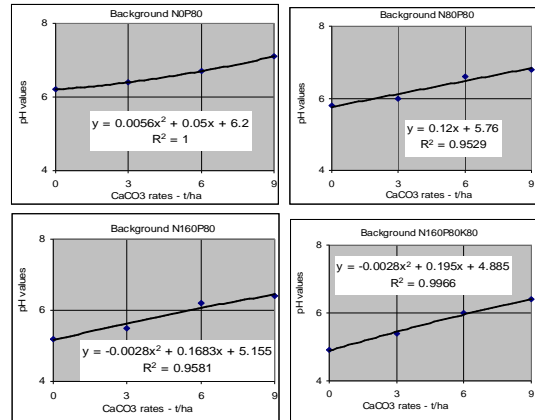 Background N0P80
8
6
4
pH values
y = 0.0056x² + 0.05x + 6.2
R² = 1
0 3 6 9
CaCO3 rates - t/ha
Background N80P80
8
6
4
pH values
y = 0.12x + 5.76
R² = 0.9529
0 3 6 9
CaCO3 rates - t/ha
Background N160P80
8
6
4
pH values
y = -0.0028x² + 0.1683x + 5.155
R² = 0.9581
0 3 6 9
CaCO3 rates - t/ha
Background N160P80K80
8
6
4
pH values
y = -0.0028x² + 0.195x + 4.885
R² = 0.9966
0 3 6 9
CaCO3 rates - t/ha